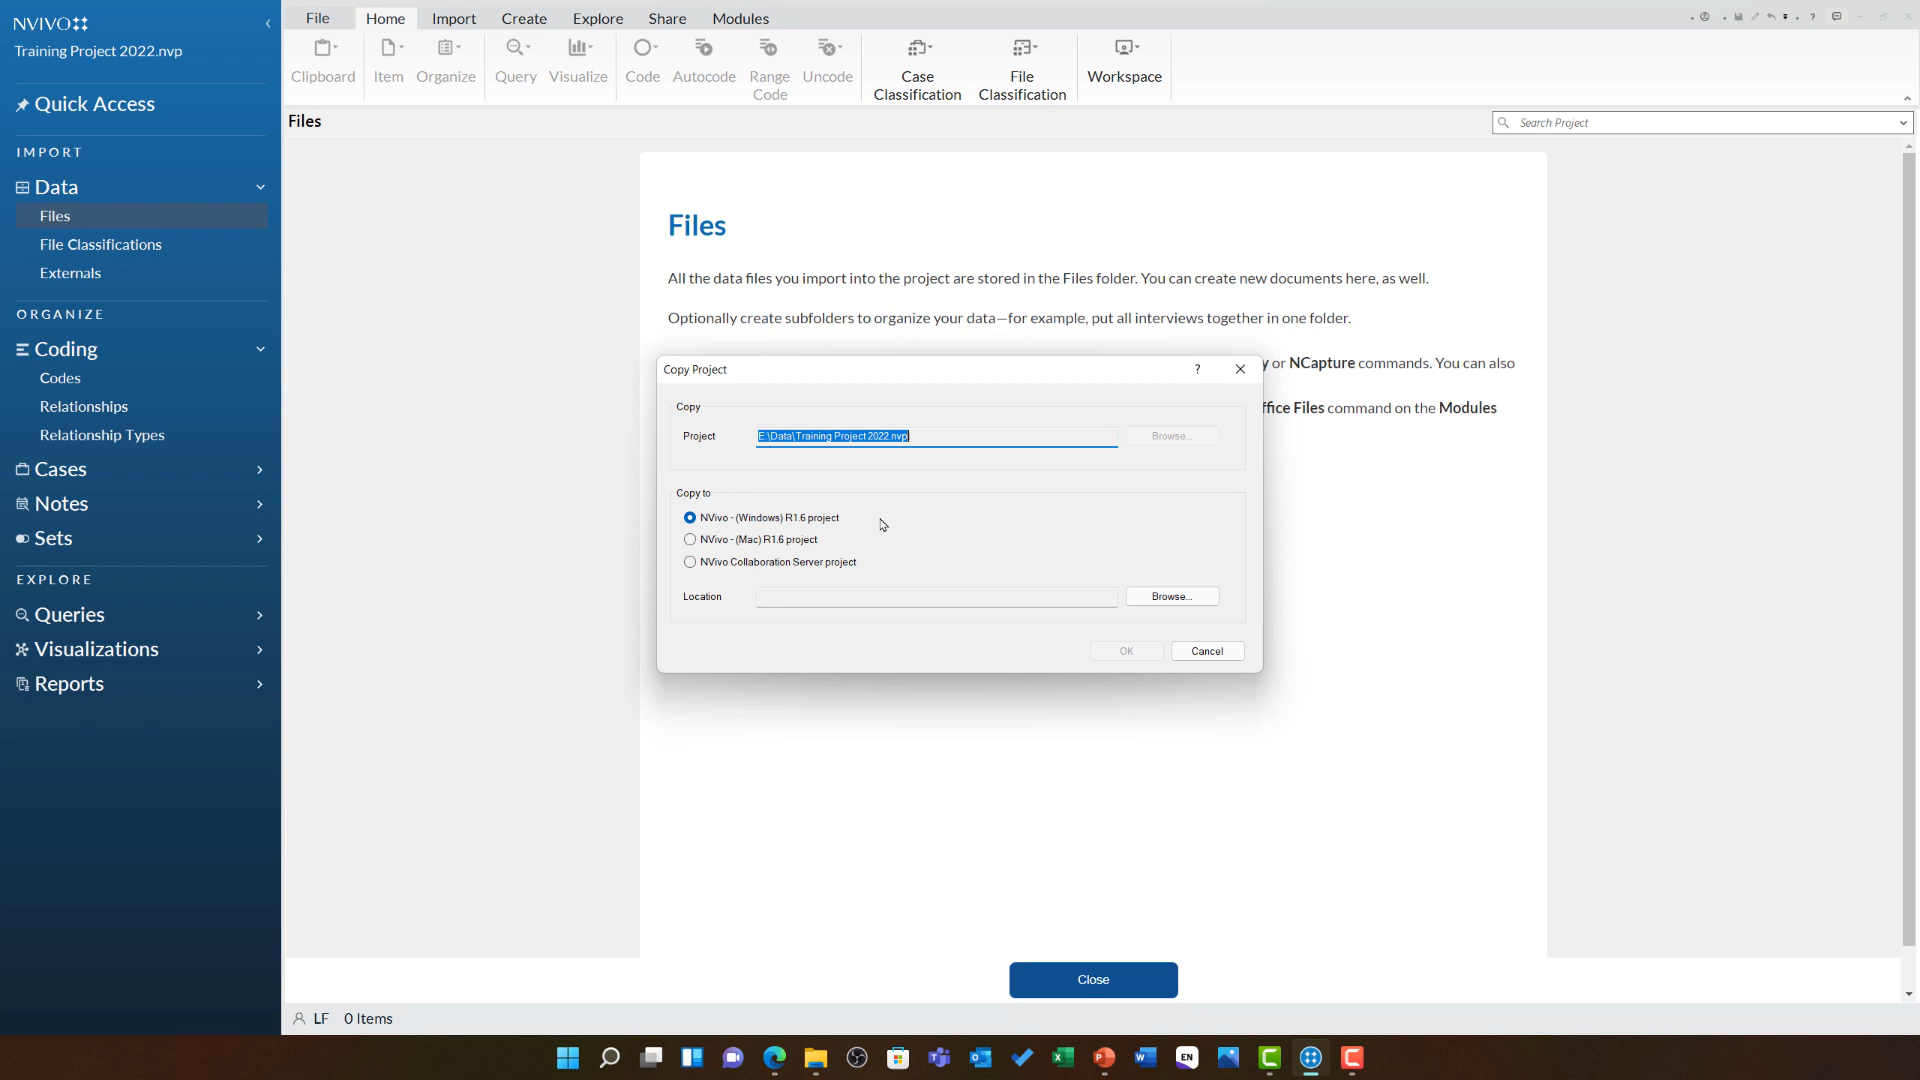 NVIVO
Training Project 2022.nvp
File Home Import Create Explore Share Modules
Clipboard Item Organize Query Visualize Code Autocode Range Code Uncode Case Classification File Classification Workspace
Quick Access
IMPORT
Data
Files
File Classifications
Externals
ORGANIZE
Coding
Codes
Relationships
Relationship Types
Cases
Notes
Sets
EXPLORE
Queries
Visualizations
Reports
Files
Search Project
Files
All the data files you import into the project are stored in the Files folder. You can create new documents here, as well.
Optionally create subfolders to organize your data—for example, put all interviews together in one folder.
y or NCapture commands. You can also
ffice Files command on the Modules
Copy Project
?
Copy
Project E:\Data\Training Project 2022.nvp Browse...
Copy to
NVivo - (Windows) R1.6 project
NVivo - (Mac) R1.6 project
NVivo Collaboration Server project
Location Browse...
OK Cancel
Close
LF 0 Items
EN